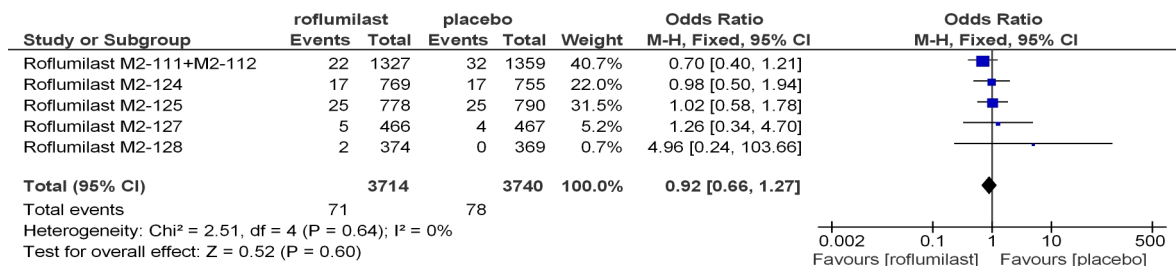 roflumilast placebo Odds Ratio Odds Ratio
Study or Subgroup Events Total Events Total Weight M-H, Fixed, 95% CI M-H, Fixed, 95% CI
Roflumilast M2-111+M2-112 22 1327 32 1359 40.7% 0.70 [0.40, 1.21]
Roflumilast M2-124 17 769 17 755 22.0% 0.98 [0.50, 1.94]
Roflumilast M2-125 25 778 25 790 31.5% 1.02 [0.58, 1.78]
Roflumilast M2-127 5 466 4 467 5.2% 1.26 [0.34, 4.70]
Roflumilast M2-128 2 374 0 369 0.7% 4.96 [0.24, 103.66]
Total (95% CI) 3714 3740 100.0% 0.92 [0.66, 1.27]
Total events 71 78
Heterogeneity: Chi² = 2.51, df = 4 (P = 0.64); I² = 0%
Test for overall effect: Z = 0.52 (P = 0.60)
0.002 0.1 1 10 500
Favours [roflumilast] Favours [placebo]